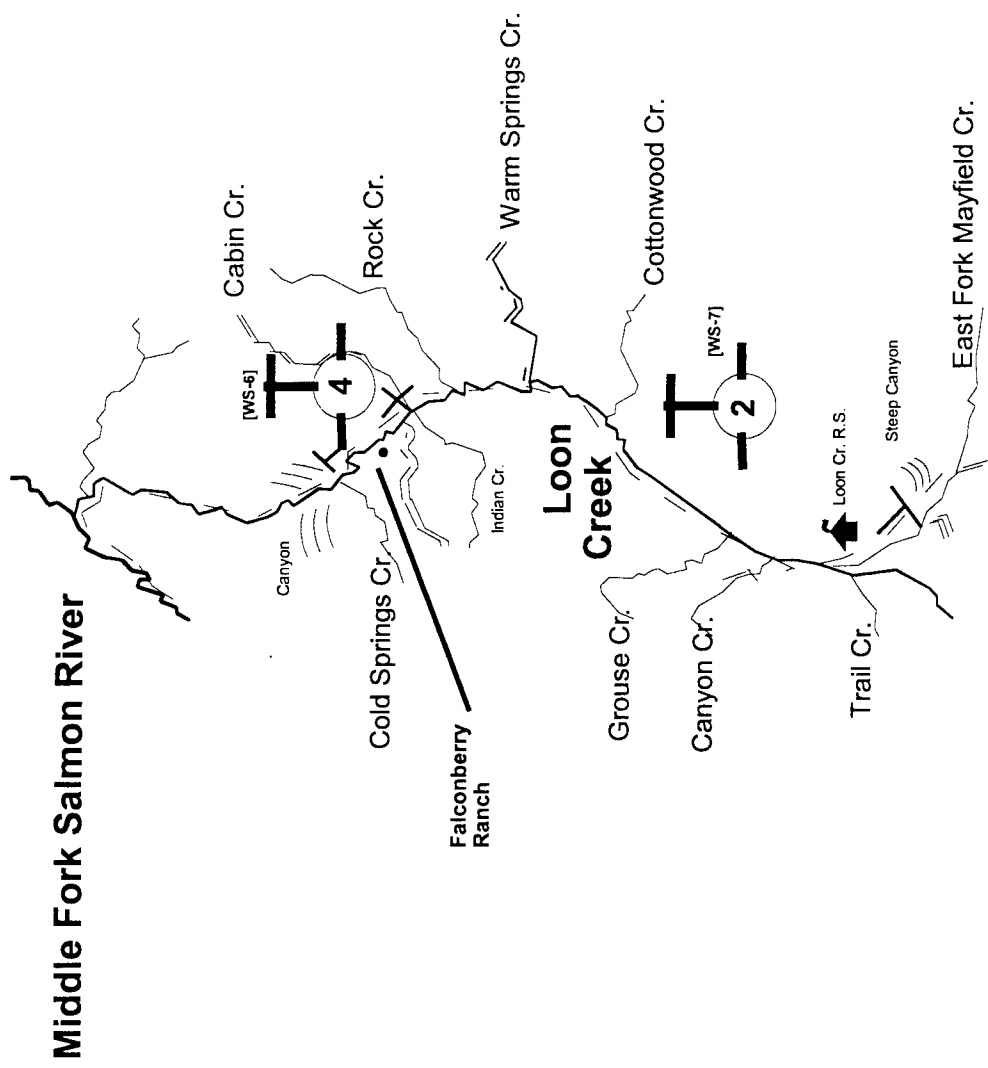 Middle Fork Salmon River
Cabin Cr.
[WS-6]
4
Rock Cr.
Canyon
Cold Springs Cr.
Falconberry
Ranch
Indian Cr.
Warm Springs Cr.
Loon
Creek
Cottonwood Cr.
Grouse Cr.
Canyon Cr.
[WS-7]
2
Loon Cr. R.S.
Trail Cr.
Steep Canyon
East Fork Mayfield Cr.